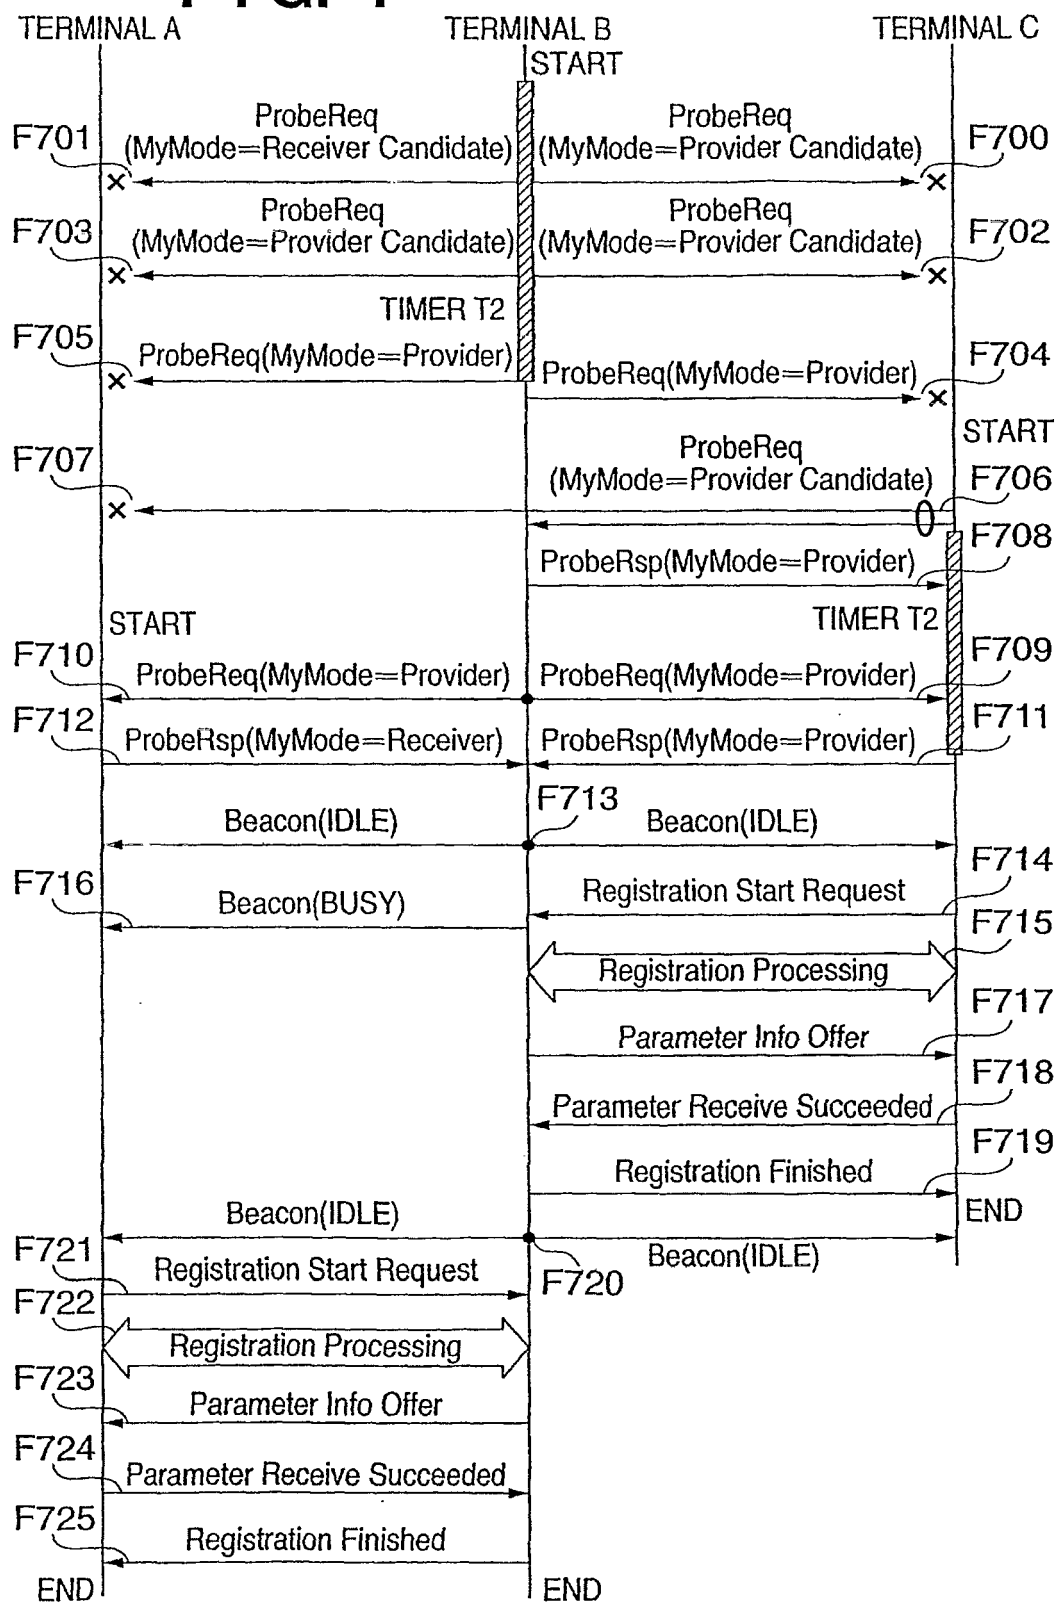 TERMINAL A TERMINAL B TERMINAL C
START
F701 ProbeReq ProbeReq F700
(MyMode=Receiver Candidate) (MyMode=Provider Candidate)
F703 ProbeReq ProbeReq F702
(MyMode=Provider Candidate) (MyMode=Provider Candidate)
TIMER T2
F705 ProbeReq(MyMode=Provider) F704
ProbeReq(MyMode=Provider)
START
F707 ProbeReq
(MyMode=Provider Candidate) F706
F708
ProbeRsp(MyMode=Provider)
START TIMER T2
F710 ProbeReq(MyMode=Provider) ProbeReq(MyMode=Provider) F709
F712 ProbeRsp(MyMode=Receiver) ProbeRsp(MyMode=Provider) F711
F713
Beacon(IDLE) Beacon(IDLE)
F714
F716 Beacon(BUSY) Registration Start Request
F715
Registration Processing
F717
Parameter Info Offer
F718
Parameter Receive Succeeded
F719
Registration Finished
Beacon(IDLE) END
F721 Beacon(IDLE)
Registration Start Request F720
F722
Registration Processing
F723
Parameter Info Offer
F724
Parameter Receive Succeeded
F725
Registration Finished
END END